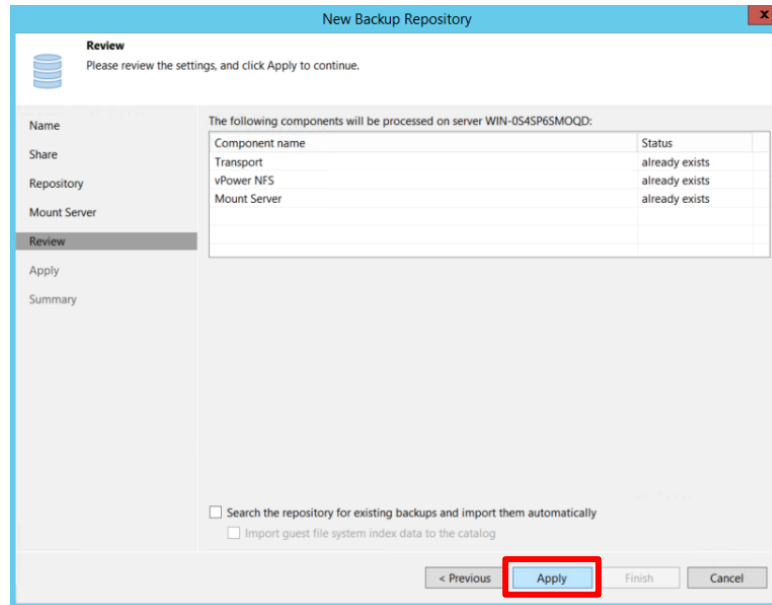 New Backup Repository
x
Review
Please review the settings, and click Apply to continue.
Name
Share
Repository
Mount Server
Review
Apply
Summary
The following components will be processed on server WIN-0S4SP6SMOQD:
Component name Status
Transport already exists
vPower NFS already exists
Mount Server already exists
Search the repository for existing backups and import them automatically
Import guest file system index data to the catalog
< Previous Apply Finish Cancel